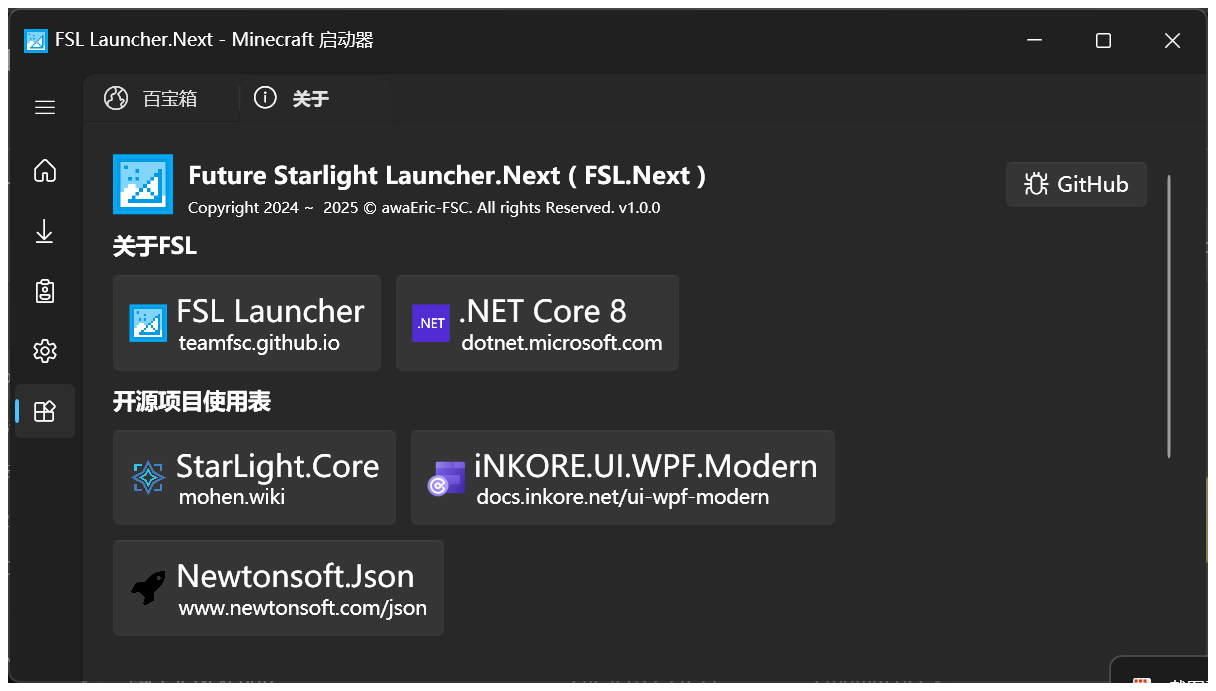 FSL Launcher.Next - Minecraft 启动器
百宝箱
关于
Future Starlight Launcher.Next ( FSL.Next )
Copyright 2024 ~ 2025 © awaEric-FSC. All rights Reserved. v1.0.0
GitHub
关于FSL
FSL Launcher
teamfsc.github.io
.NET
.NET Core 8
dotnet.microsoft.com
开源项目使用表
StarLight.Core
mohen.wiki
iNKORE.UI.WPF.Modern
docs.inkore.net/ui-wpf-modern
Newtonsoft.Json
www.newtonsoft.com/json